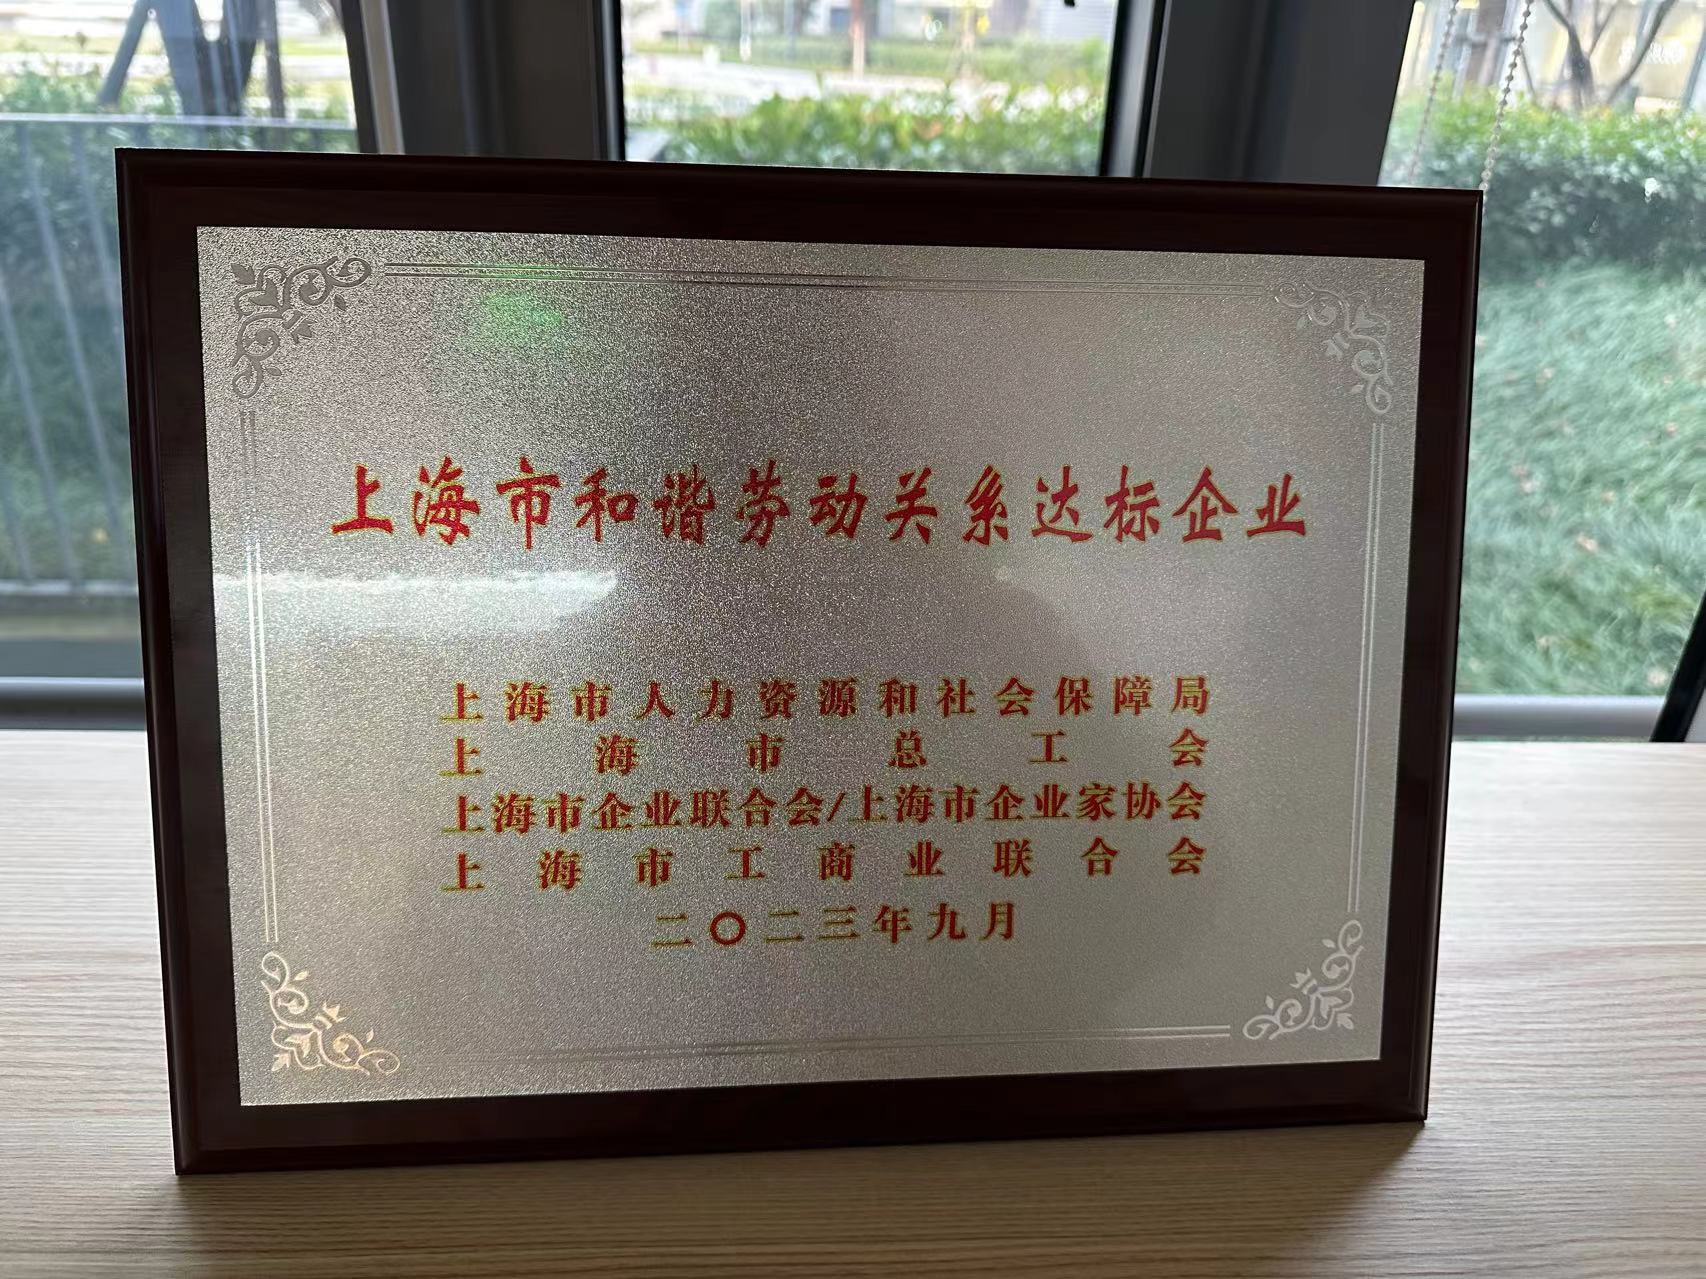 上海市和谐劳动关系达标企业
上海市人力资源和社会保障局
上海市总工会
上海市企业联合会/上海市企业家协会
上海市工商业联合会
二〇二三年九月